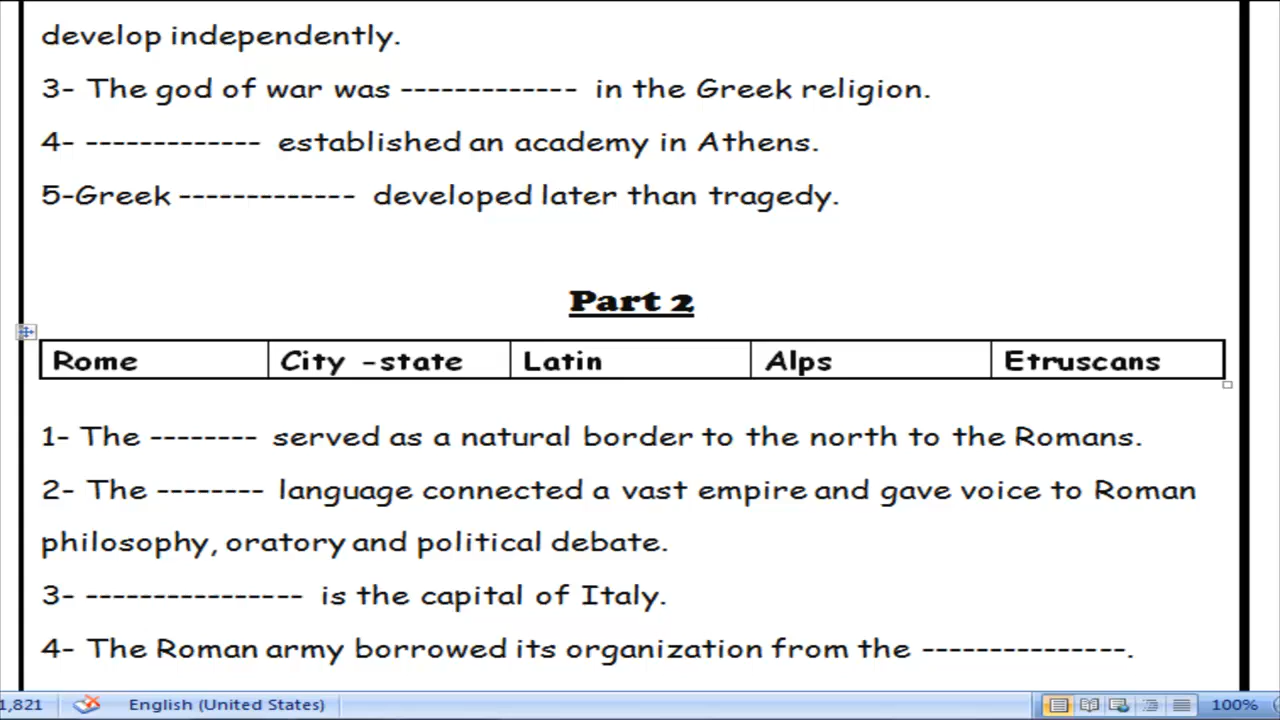 develop independently.
3- The god of war was ------------- in the Greek religion.
4- ------------- established an academy in Athens.
5-Greek ------------- developed later than tragedy.
Part 2
Rome City -state Latin Alps Etruscans
1- The -------- served as a natural border to the north to the Romans.
2- The -------- language connected a vast empire and gave voice to Roman
philosophy, oratory and political debate.
3- ---------------- is the capital of Italy.
4- The Roman army borrowed its organization from the ---------------.
1,821 English (United States) 100%